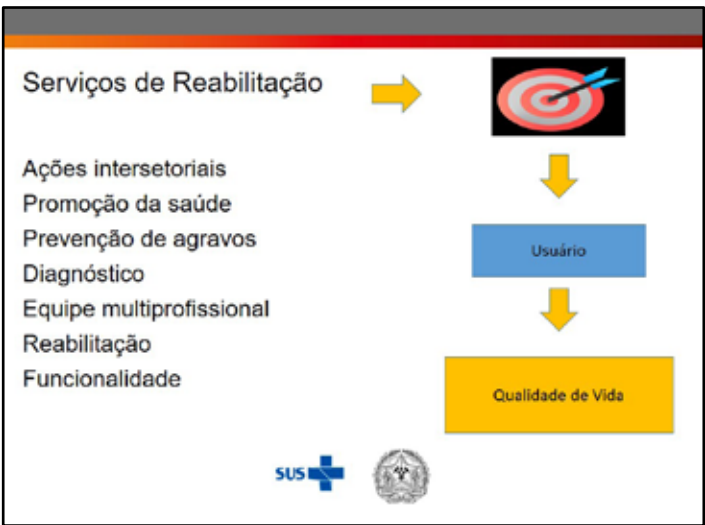 Serviços de Reabilitação
Ações intersetoriais
Promoção da saúde
Prevenção de agravos
Diagnóstico
Equipe multiprofissional
Reabilitação
Funcionalidade
Usuário
Qualidade de Vida
SUS